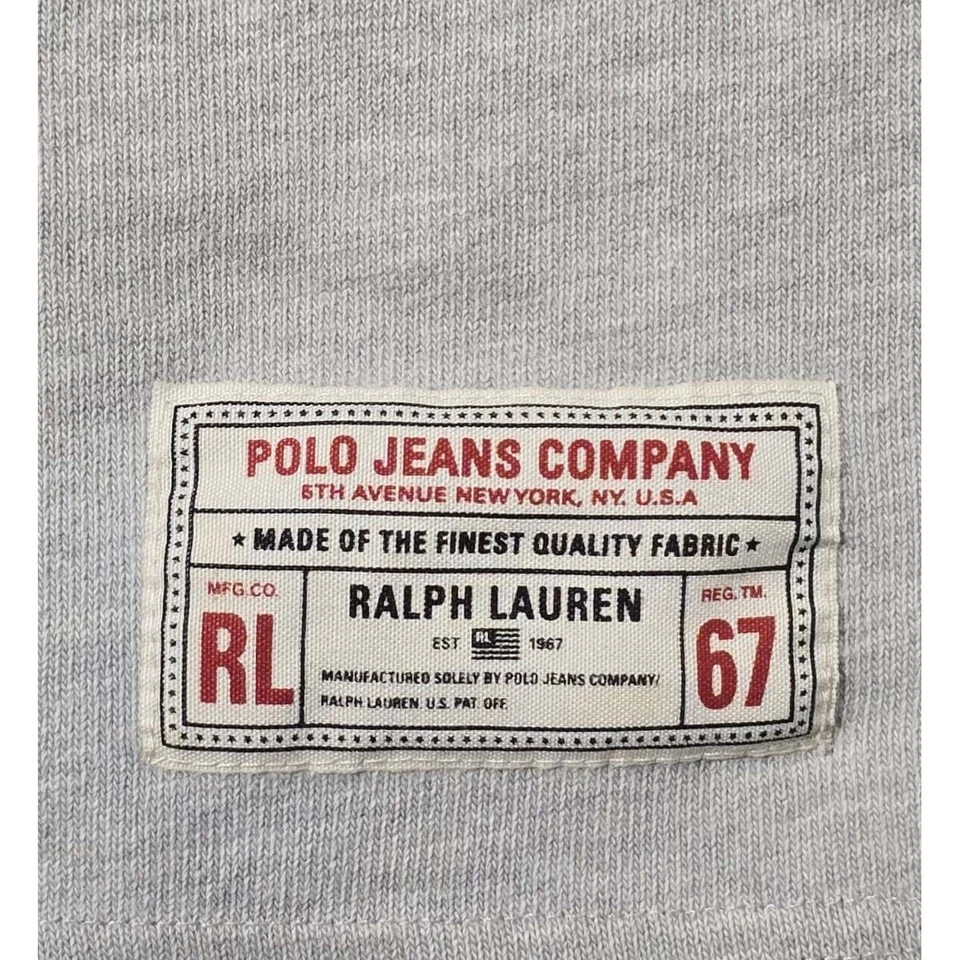 POLO JEANS COMPANY
5TH AVENUE NEW YORK, NY. U.S.A
★ MADE OF THE FINEST QUALITY FABRIC ★
MFG.CO.
RL
RALPH LAUREN
EST RL 1967
MANUFACTURED SOLELY BY POLO JEANS COMPANY/
RALPH LAUREN. U.S. PAT. OFF.
REG. TM.
67